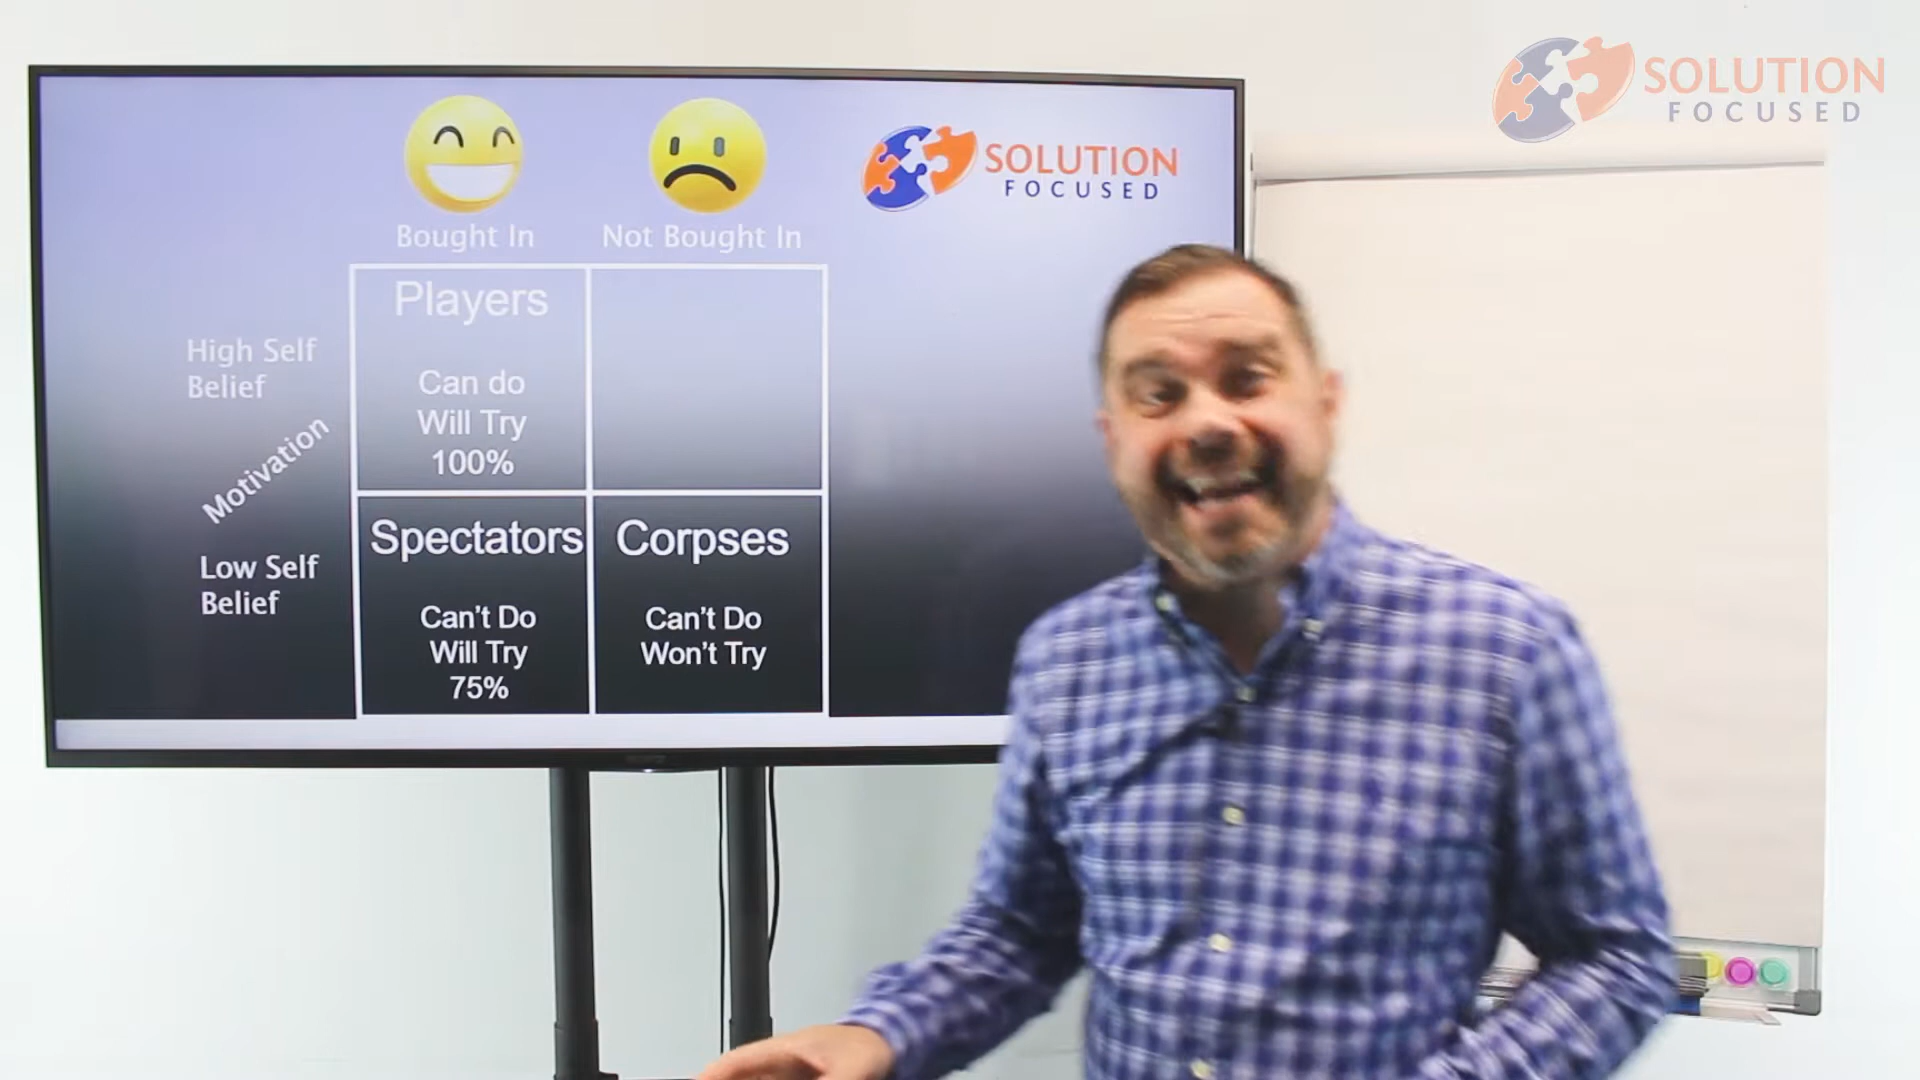 SOLUTION
FOCUSED
SOLUTION
FOCUSED
Bought In
Not Bought In
High Self
Belief
Motivation
Low Self
Belief
Players
Can do
Will Try
100%
Spectators
Can't Do
Will Try
75%
Corpses
Can't Do
Won't Try